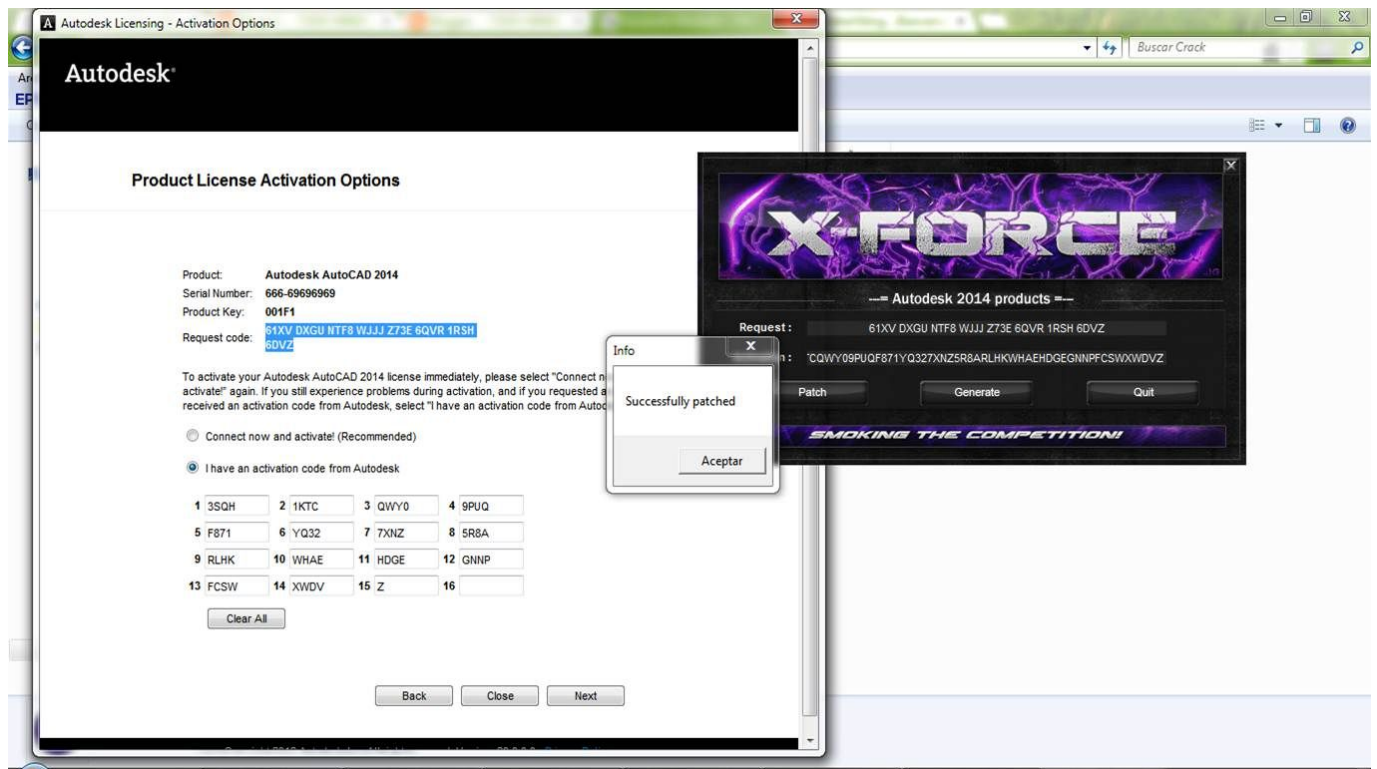 Autodesk Licensing - Activation Options
Buscar Crack
Autodesk
Product License Activation Options
Product: Autodesk AutoCAD 2014
Serial Number: 666-69696969
Product Key: 001F1
Request code: 61XV DXGU NTF8 WJJJ Z73E 6QVR 1RSH
6DVZ
To activate your Autodesk AutoCAD 2014 license immediately, please select "Connect
activate!" again. If you still experience problems during activation, and if you requested
received an activation code from Autodesk, select "I have an activation code from
Connect now and activate! (Recommended)
I have an activation code from Autodesk
1 3SQH 2 1KTC 3 QWY0 4 9PUQ
5 F871 6 YQ32 7 7XNZ 8 5R8A
9 RLHK 10 WHAE 11 HDGE 12 GNNP
13 FCSW 14 XWDV 15 Z 16
Clear All
Back Close Next
Info
Successfully patched
Aceptar
X-FORCE
---= Autodesk 2014 products =---
Request : 61XV DXGU NTF8 WJJJ Z73E 6QVR 1RSH 6DVZ
CQWY09PUQF871YQ327XNZ5R8ARLHKWHAEHDGEGNNPFCSWXWDVZ
Patch Generate Quit
SMOKING THE COMPETITION!